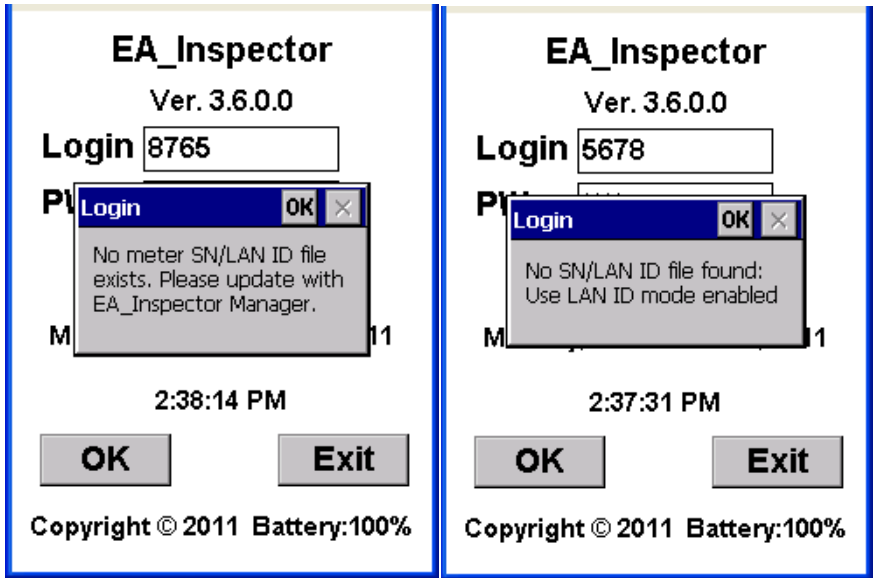 EA_Inspector
Ver. 3.6.0.0
Login 8765
Login OK
No meter SN/LAN ID file
exists. Please update with
EA_Inspector Manager.
2:38:14 PM
OK Exit
Copyright © 2011 Battery:100%
EA_Inspector
Ver. 3.6.0.0
Login 5678
Login OK
No SN/LAN ID file found:
Use LAN ID mode enabled
2:37:31 PM
OK Exit
Copyright © 2011 Battery:100%